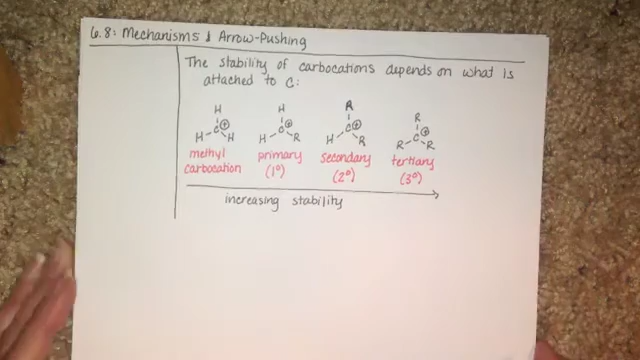 6.8: Mechanisms & Arrow-Pushing
The stability of carbocations depends on what is
attached to C:
H H R R
H C⊕ H H C⊕ R H C⊕ R R C⊕ R
methyl primary secondary tertiary
carbocation (1°) (2°) (3°)
increasing stability